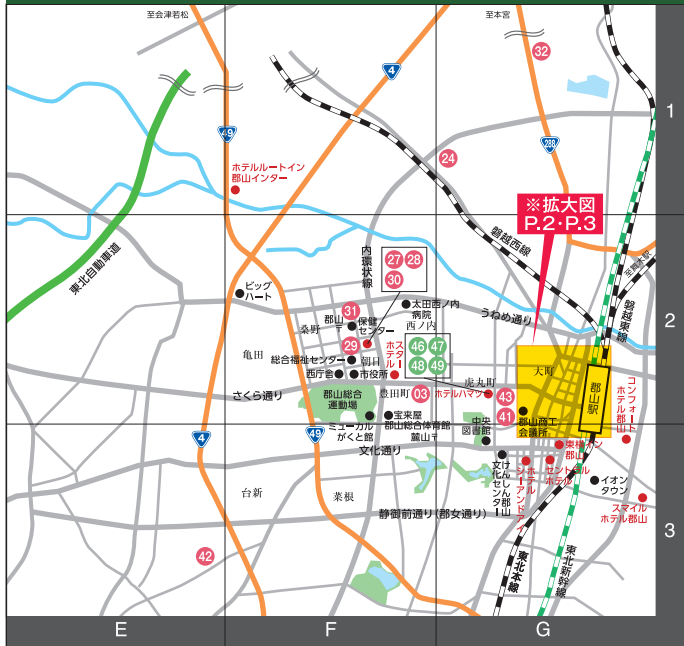 至会津若松
至本宮
4
32
1
49
24
288
ホテルルートイン
郡山インター
※拡大図
P.2・P.3
東北自動車道
内環状線
27
28
30
磐越西線
至舞木駅
磐越東線
ビッグ
ハート
太田西ノ内
病院
西ノ内
うねめ通り
2
31
郡山
〒
保健
センター
桑野
亀田
29
朝日
総合福祉センター
西庁舎
市役所
ホテル
スター
46
47
48
49
虎丸町
大町
郡山駅
コンフォート
ホテル郡山
さくら通り
郡山総合
運動場
豊田町
03
ホテルハマツ
43
41
郡山商工
会議所
ミューカル
がくと館
宝来屋
郡山総合体育館
麓山〒
中央
図書館
4
49
文化通り
けんしん郡山
文化センター
ホテル
シーアンドアイ
東横イン
郡山
セントラル
ホテル
イオン
タウン
スマイル
ホテル郡山
台新
菜根
静御前通り(郡女通り)
3
42
東北本線
東北新幹線
E
F
G